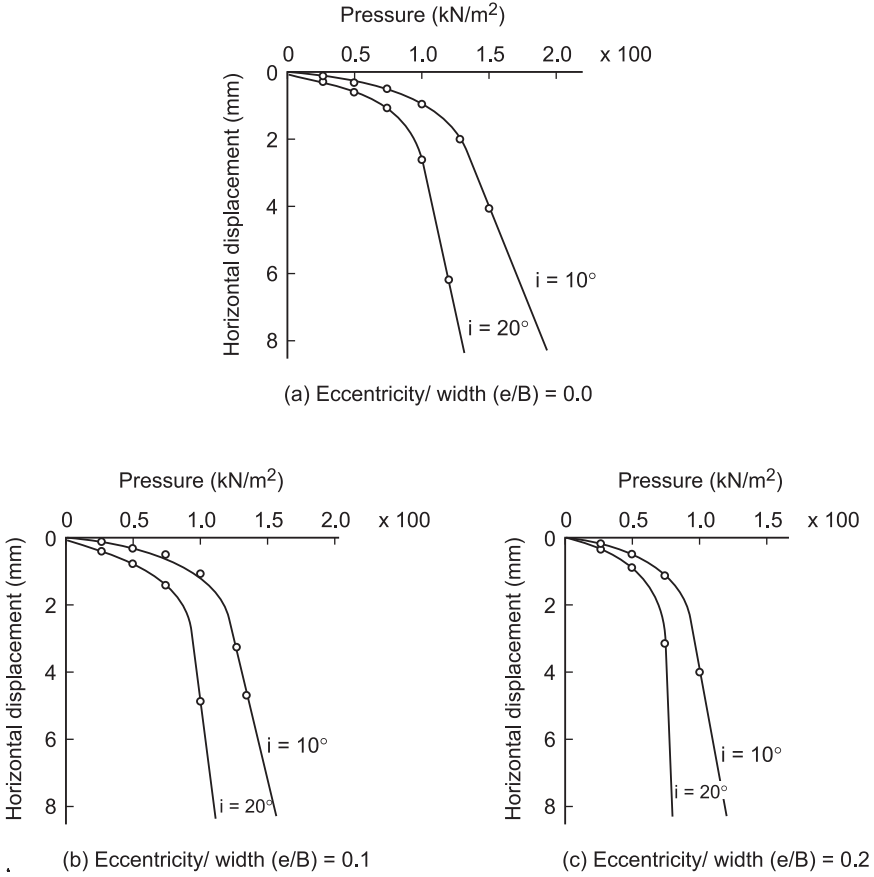 Pressure (kN/m2)
0 0.5 1.0 1.5 2.0 x 100
0
2
4
6
8
Horizontal displacement (mm)
i = 10°
i = 20°
(a) Eccentricity/ width (e/B) = 0.0
Pressure (kN/m2)
0 0.5 1.0 1.5 2.0 x 100
0
2
4
6
8
Horizontal displacement (mm)
i = 10°
i = 20°
(b) Eccentricity/ width (e/B) = 0.1
Pressure (kN/m2)
0 0.5 1.0 1.5 x 100
0
2
4
6
8
Horizontal displacement (mm)
i = 10°
i = 20°
(c) Eccentricity/ width (e/B) = 0.2